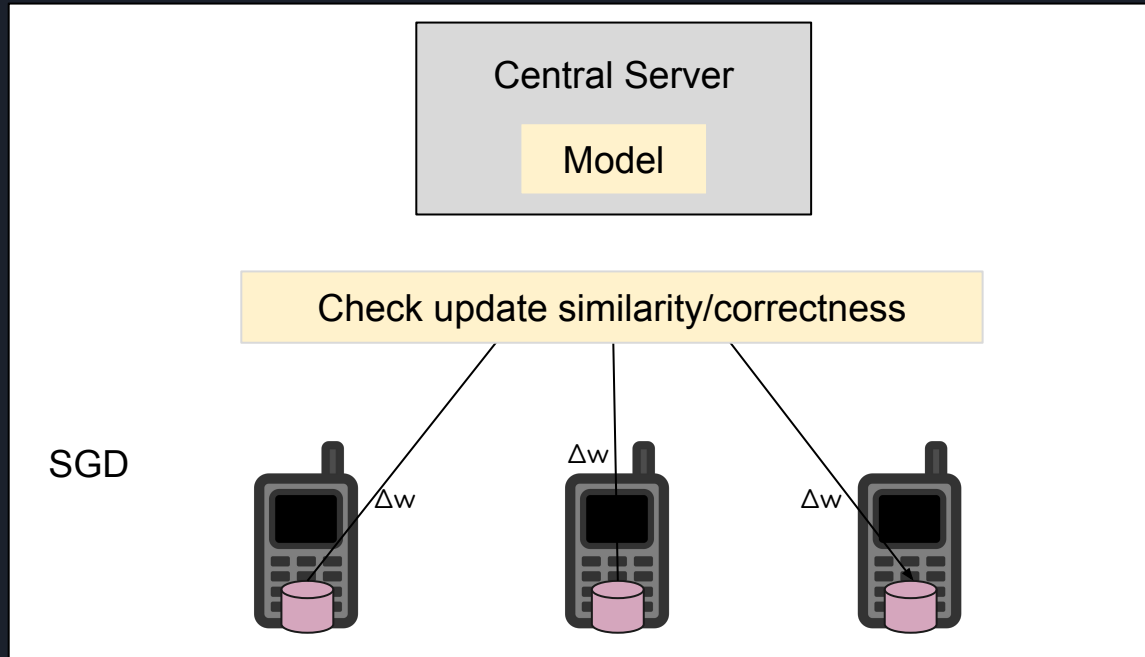 Central Server
Model
Check update similarity/correctness
SGD
Δw
Δw
Δw